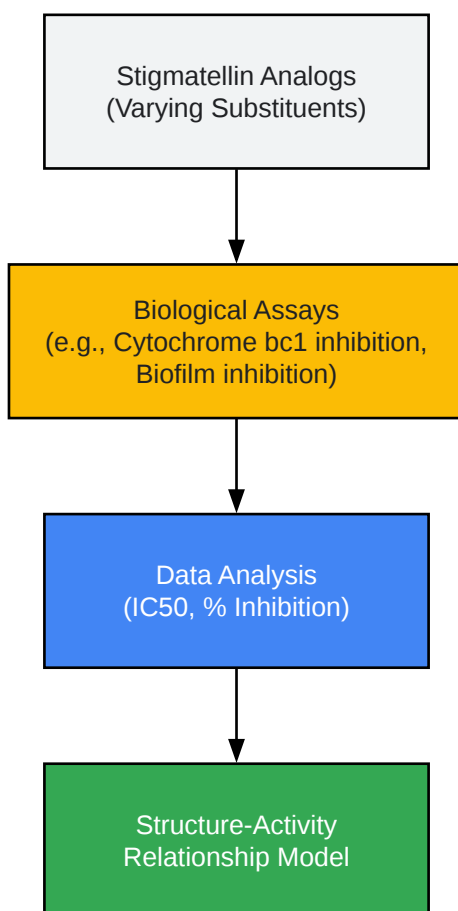 Stigmatellin Analogs
(Varying Substituents)
Biological Assays
(e.g., Cytochrome bc1 inhibition,
Biofilm inhibition)
Data Analysis
(IC50, % Inhibition)
Structure-Activity
Relationship Model